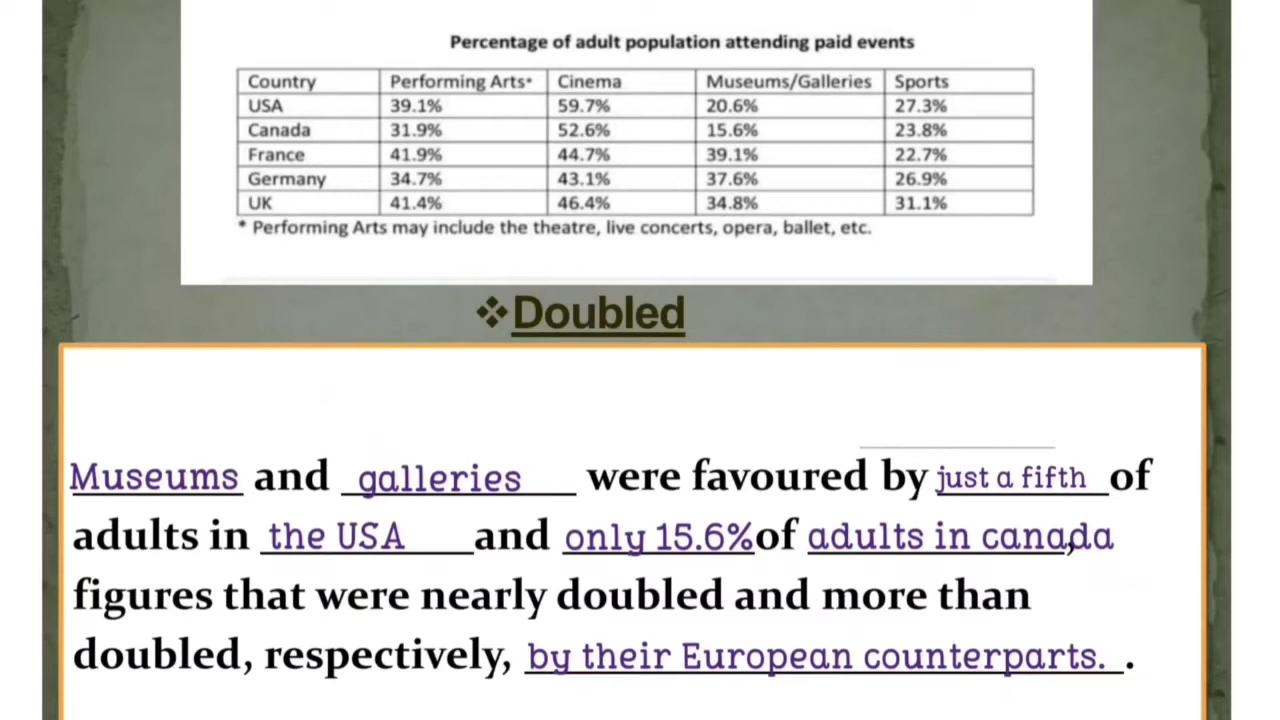 Percentage of adult population attending paid events
Country Performing Arts* Cinema Museums/Galleries Sports
USA 39.1% 59.7% 20.6% 27.3%
Canada 31.9% 52.6% 15.6% 23.8%
France 41.9% 44.7% 39.1% 22.7%
Germany 34.7% 43.1% 37.6% 26.9%
UK 41.4% 46.4% 34.8% 31.1%
* Performing Arts may include the theatre, live concerts, opera, ballet, etc.
❖Doubled
Museums and galleries were favoured by just a fifth of
adults in the USA and only 15.6% of adults in canada,
figures that were nearly doubled and more than
doubled, respectively, by their European counterparts. .